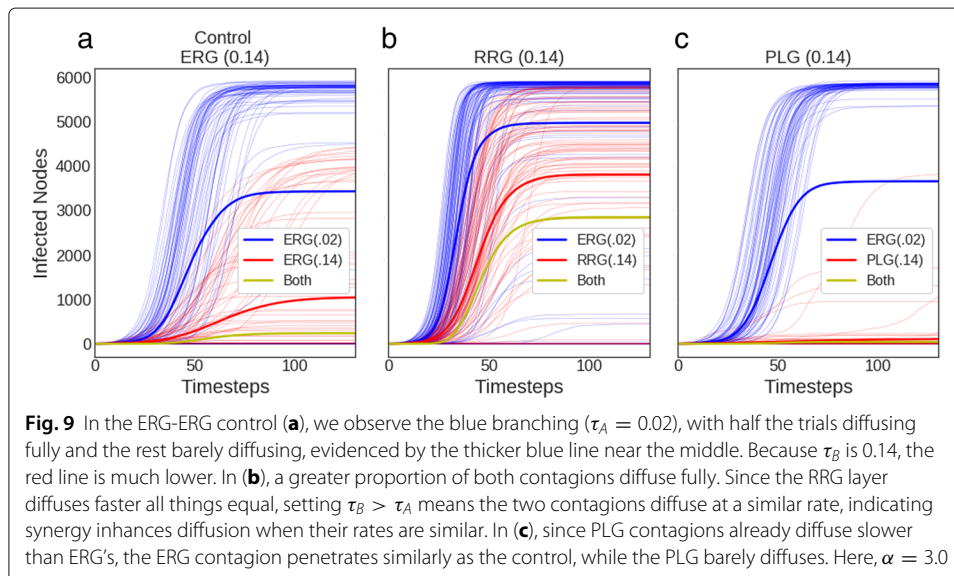 a
Control
ERG (0.14)
b
RRG (0.14)
c
PLG (0.14)
Infected Nodes
6000
5000
4000
3000
2000
1000
0
ERG(.02)
ERG(.14)
Both
0
50
100
Timesteps
ERG(.02)
RRG(.14)
Both
0
50
100
Timesteps
ERG(.02)
PLG(.14)
Both
0
50
100
Timesteps
Fig. 9 In the ERG-ERG control (a), we observe the blue branching (τA = 0.02), with half the trials diffusing
fully and the rest barely diffusing, evidenced by the thicker blue line near the middle. Because τB is 0.14, the
red line is much lower. In (b), a greater proportion of both contagions diffuse fully. Since the RRG layer
diffuses faster all things equal, setting τB > τA means the two contagions diffuse at a similar rate, indicating
synergy inhances diffusion when their rates are similar. In (c), since PLG contagions already diffuse slower
than ERG's, the ERG contagion penetrates similarly as the control, while the PLG barely diffuses. Here, α = 3.0